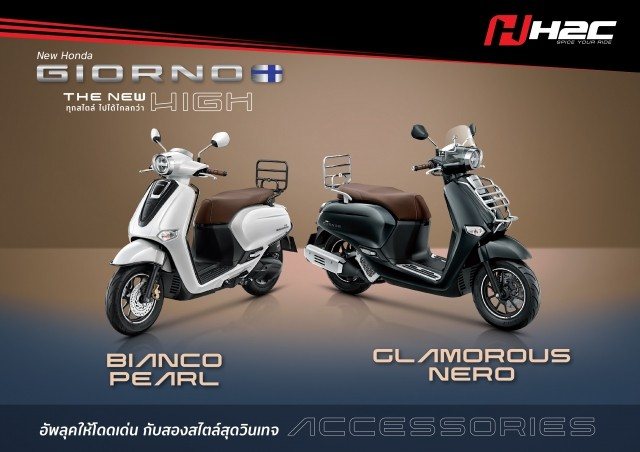 H2C
SPICE YOUR RIDE
New Honda
GIORNO+
THE NEW HIGH
ทุกสไตล์ ไปได้ไกลกว่า
BIANCO
PEARL
GLAMOROUS
NERO
อัพลุคให้โดดเด่น กับสองสไตล์สุดวินเทจ ACCESSORIES